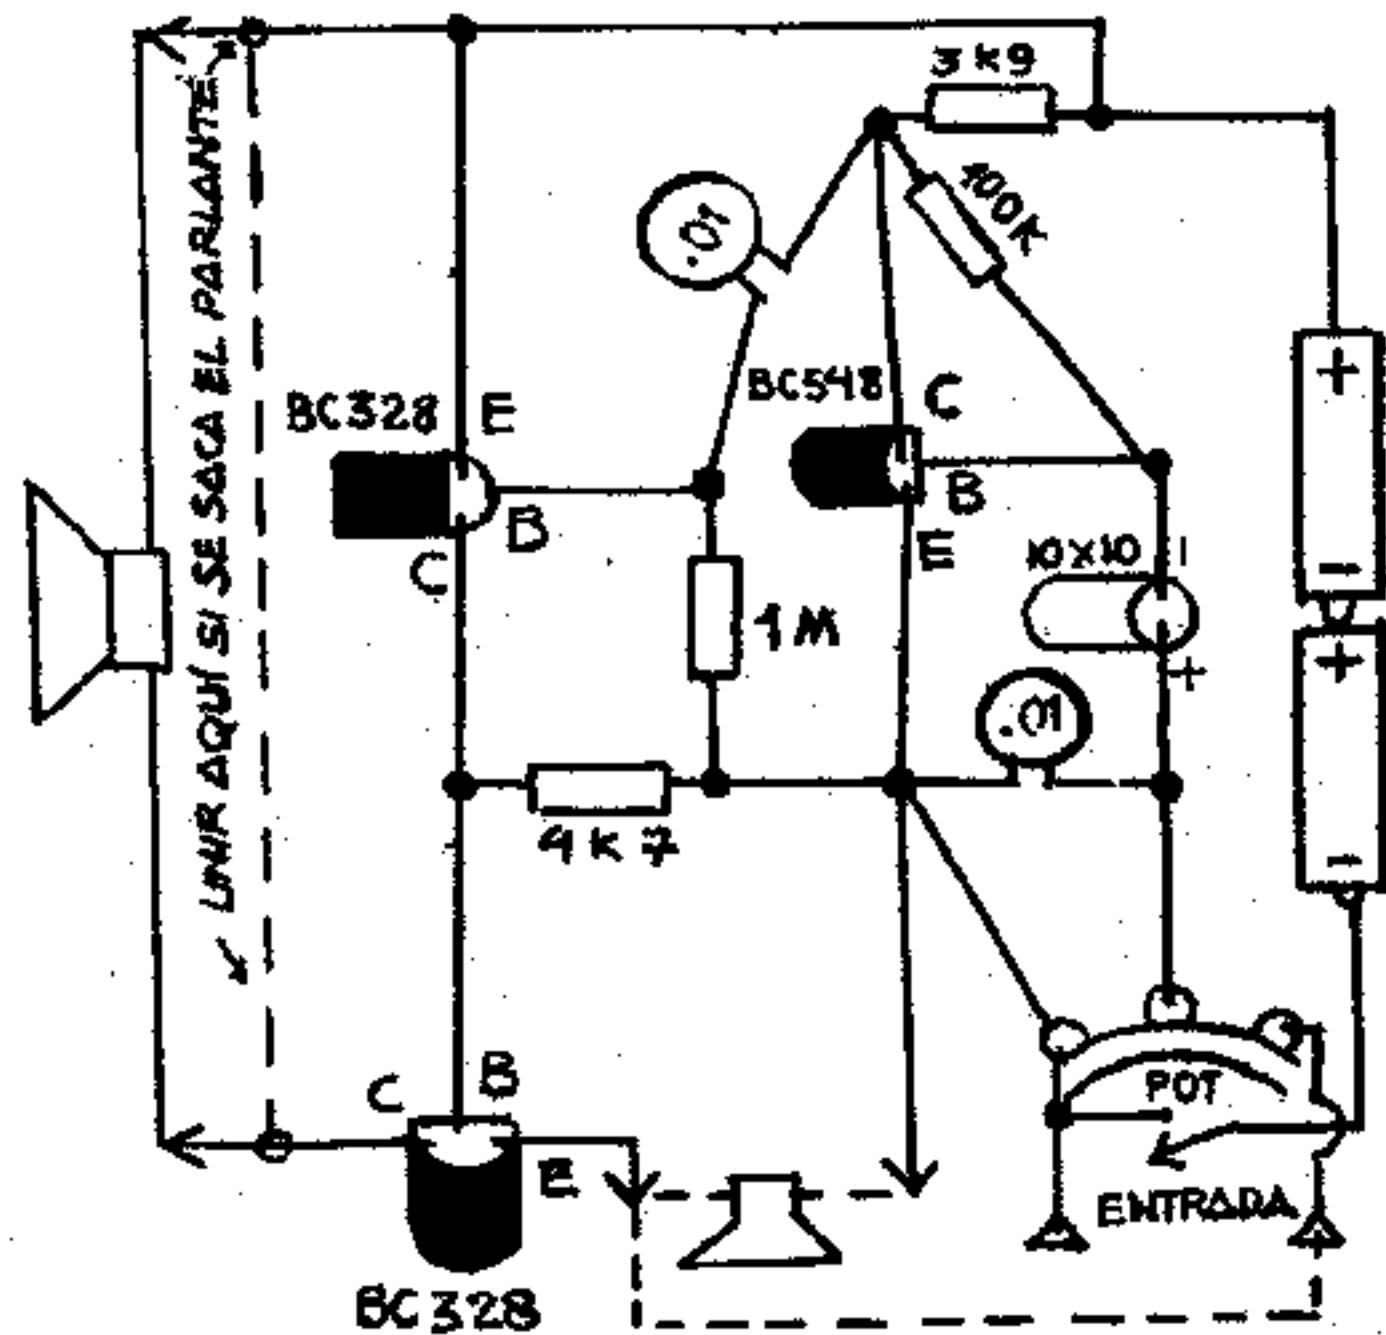 3k9
.01
100K
UNIR AQUÍ SI SE SACA EL PARLANTE
BC328
E
B
C
BC548
C
B
E
+
-
+
-
10x10
-
+
1M
.01
4k7
C
B
E
BC328
POT
ENTRADA